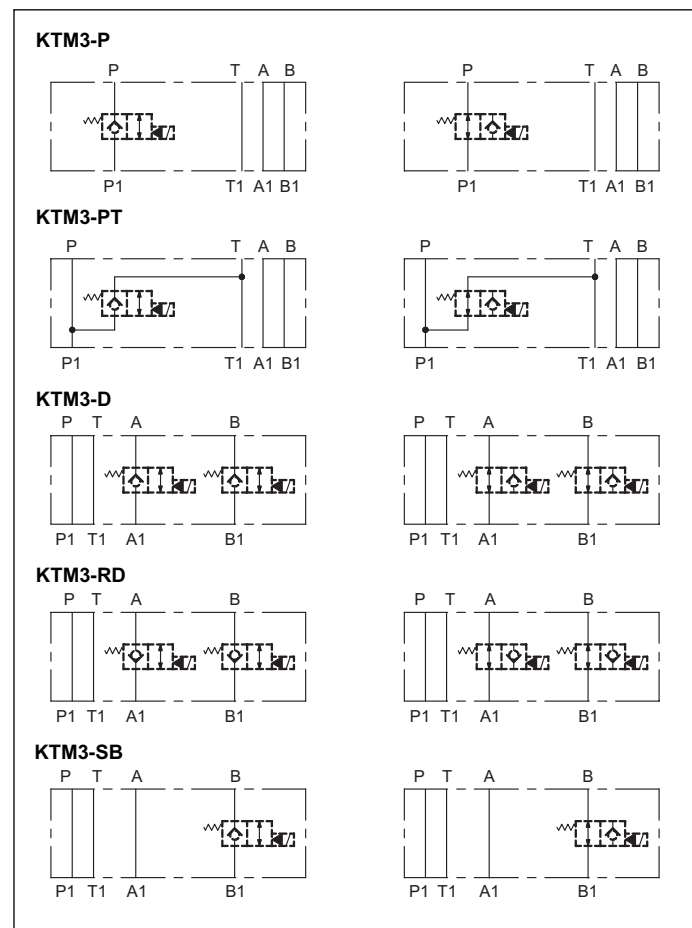 KTM3-P
P T A B P T A B
P1 T1 A1 B1 P1 T1 A1 B1
KTM3-PT
P T A B P T A B
P1 T1 A1 B1 P1 T1 A1 B1
KTM3-D
P T A B P T A B
P1 T1 A1 B1 P1 T1 A1 B1
KTM3-RD
P T A B P T A B
P1 T1 A1 B1 P1 T1 A1 B1
KTM3-SB
P T A B P T A B
P1 T1 A1 B1 P1 T1 A1 B1